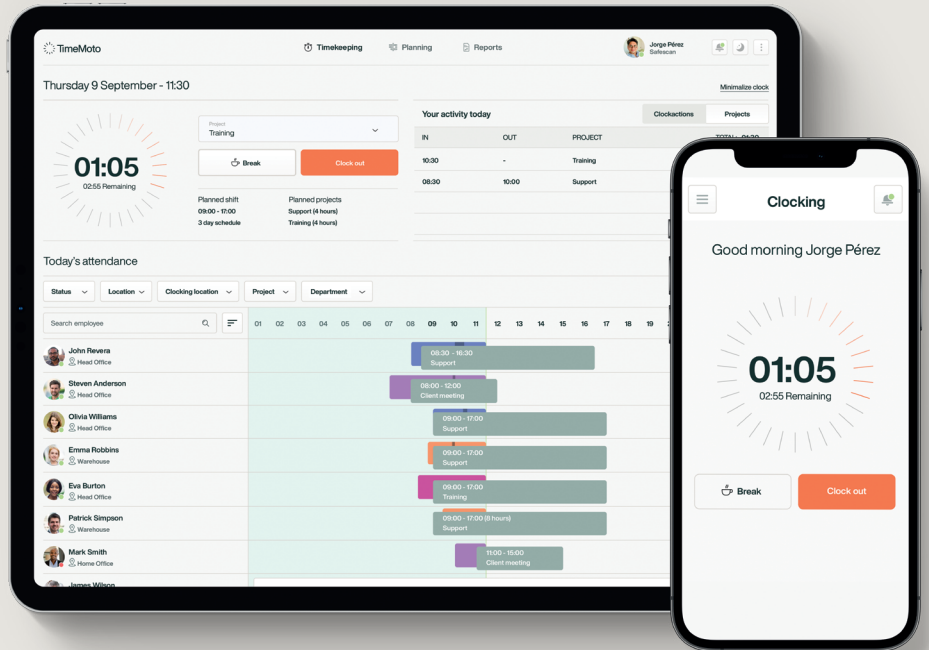 TimeMoto
Timekeeping
Planning
Reports
Jorge Pérez
Safescan
Thursday 9 September - 11:30
Minimalize clock
01:05
02:55 Remaining
Project
Training
Break
Clock out
Planned shift
09:00 - 17:00
3 day schedule
Planned projects
Support (4 hours)
Training (4 hours)
Your activity today
Clockactions
Projects
IN OUT PROJECT
10:30 - Training
08:30 10:00 Support
Today's attendance
Status
Location
Clocking location
Project
Department
Search employee
01 02 03 04 05 06 07 08 09 10 11 12 13 14 15 16 17 18 19
John Revera
Head Office
08:30 - 16:30
Support
Steven Anderson
Head Office
08:00 - 12:00
Client meeting
Olivia Williams
Head Office
09:00 - 17:00
Support
Emma Robbins
Warehouse
09:00 - 17:00
Support
Eva Burton
Head Office
09:00 - 17:00
Training
Patrick Simpson
Warehouse
09:00 - 17:00 (8 hours)
Support
Mark Smith
Home Office
11:00 - 15:00
Client meeting
James Wilson
Clocking
Good morning Jorge Pérez
01:05
02:55 Remaining
Break
Clock out